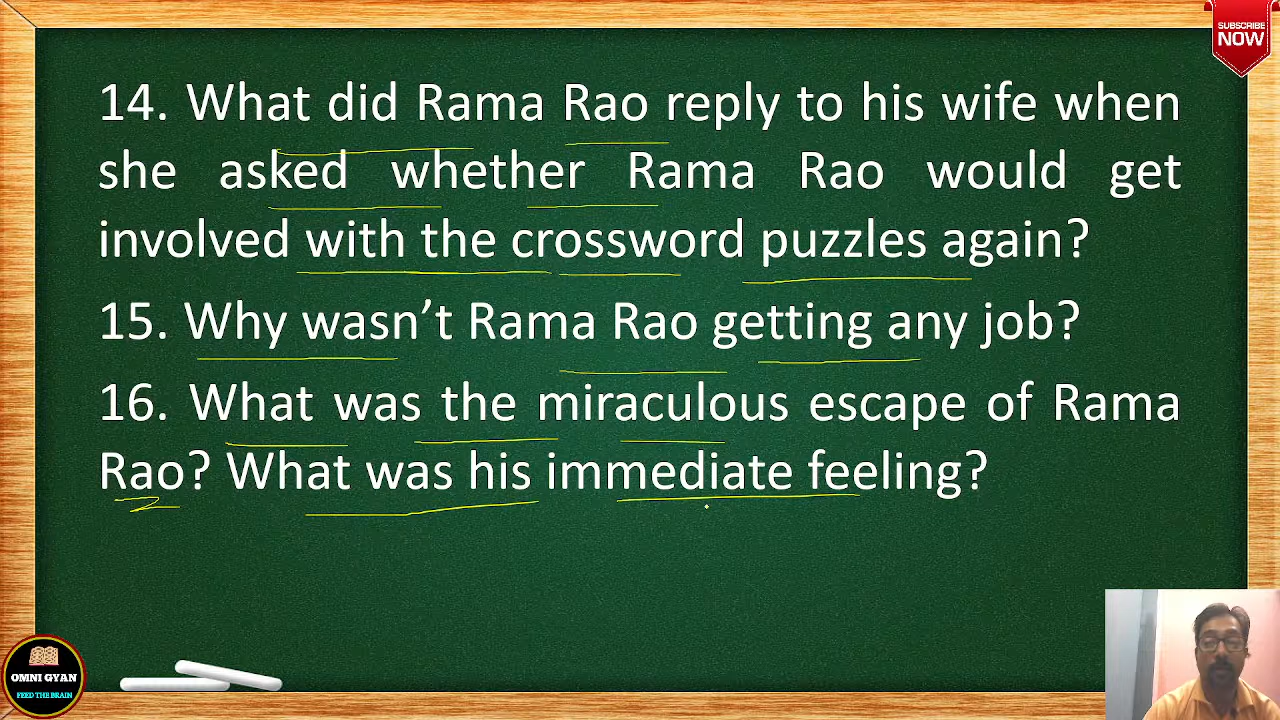 SUBSCRIBE
NOW
14. What did Rama Rao reply to his wife when
she asked whether Rama Rao would get
involved with the crossword puzzles again?
15. Why wasn’t Rama Rao getting any job?
16. What was the miraculous escape of Rama
Rao? What was his immediate feeling?
OMNI GYAN
FEED THE BRAIN